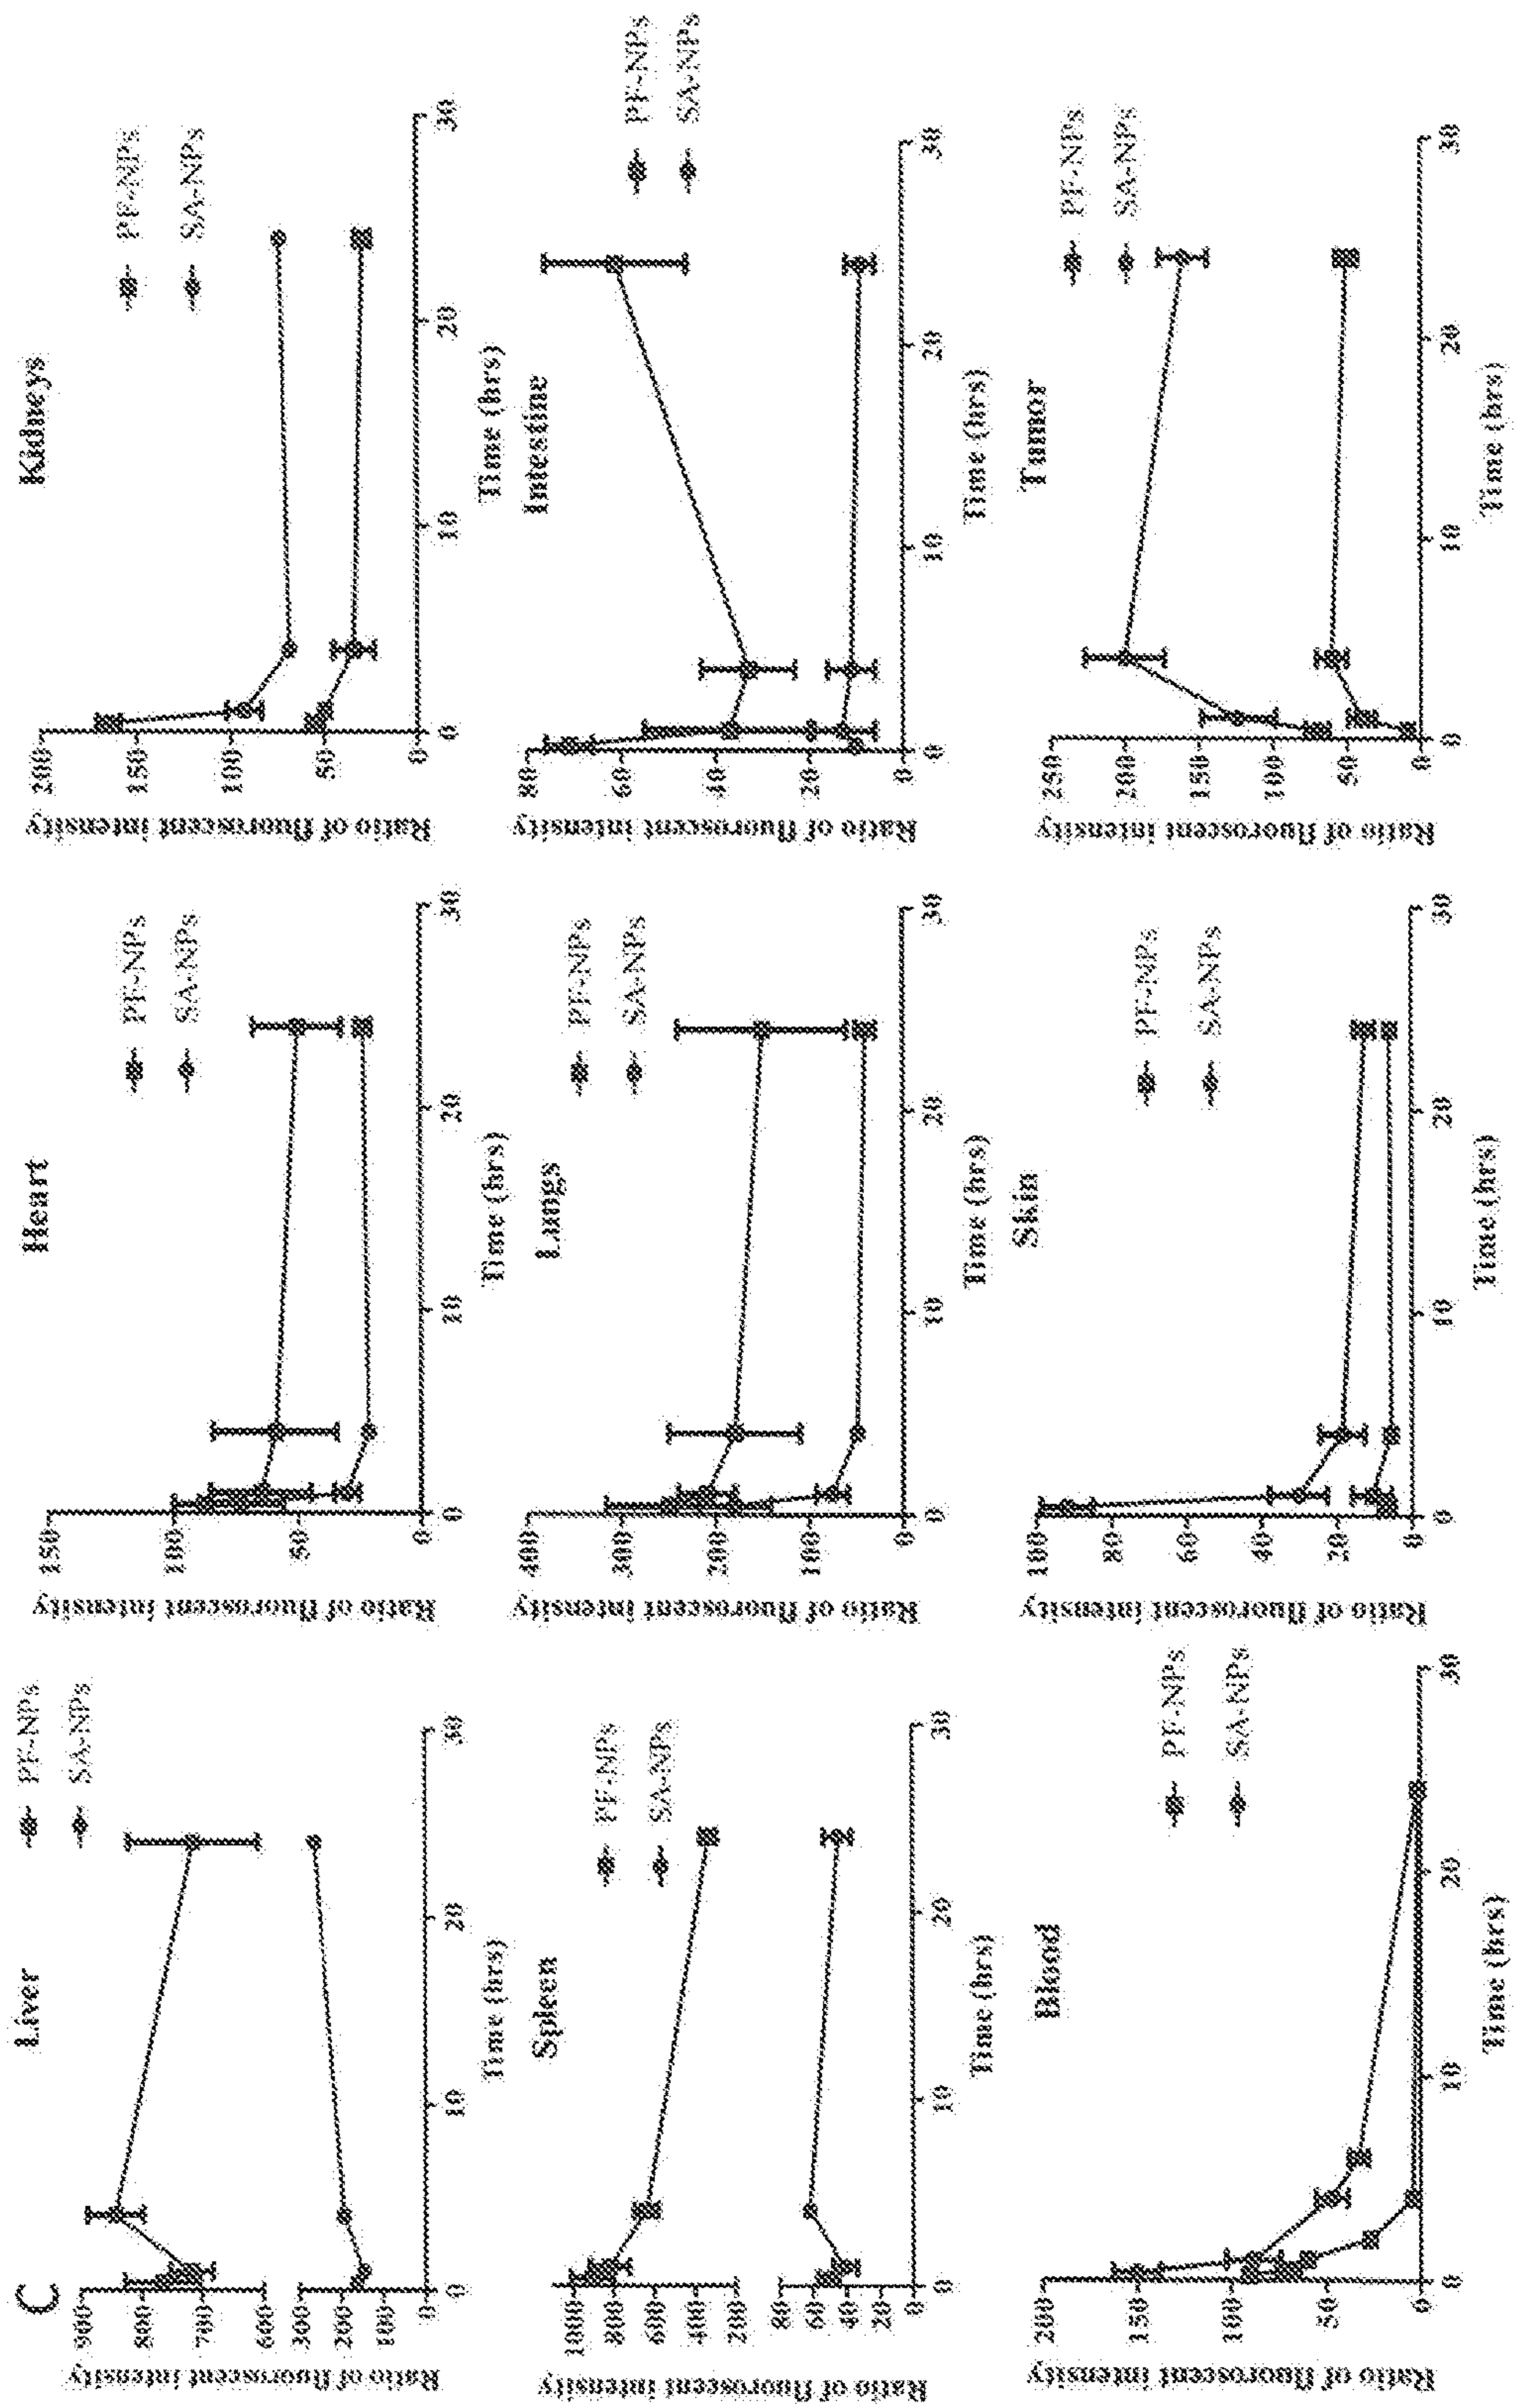 C
Liver
PF-NPs
SA-NPs
Ratio of fluoroscent intensity
900
800
700
600
300
200
100
0
0
10
20
30
Time (hrs)
Heart
PF-NPs
SA-NPs
Ratio of fluoroscent intensity
150
100
50
0
0
10
20
30
Time (hrs)
Kidneys
PF-NPs
SA-NPs
Ratio of fluoroscent intensity
200
150
100
50
0
0
10
20
30
Time (hrs)
Spleen
PF-NPs
SA-NPs
Ratio of fluoroscent intensity
1000
800
600
400
200
80
60
40
20
0
0
10
20
30
Time (hrs)
Lungs
PF-NPs
SA-NPs
Ratio of fluoroscent intensity
400
300
200
100
0
0
10
20
30
Time (hrs)
Intestine
PF-NPs
SA-NPs
Ratio of fluoroscent intensity
80
60
40
20
0
0
10
20
30
Time (hrs)
Blood
PF-NPs
SA-NPs
Ratio of fluoroscent intensity
200
150
100
50
0
0
10
20
30
Time (hrs)
Skin
PF-NPs
SA-NPs
Ratio of fluoroscent intensity
100
80
60
40
20
0
0
10
20
30
Time (hrs)
Tumor
PF-NPs
SA-NPs
Ratio of fluoroscent intensity
250
200
150
100
50
0
0
10
20
30
Time (hrs)